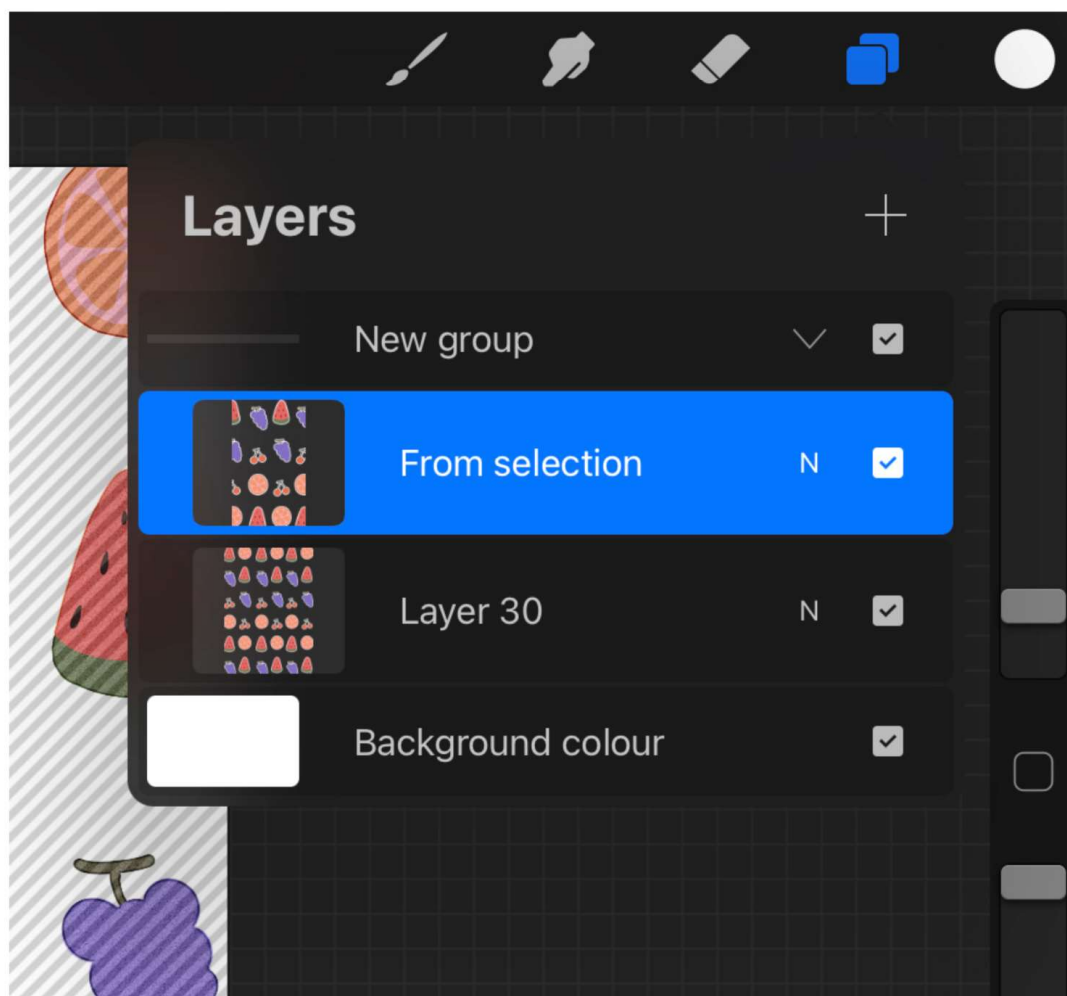 Layers
New group
From selection N
Layer 30 N
Background colour